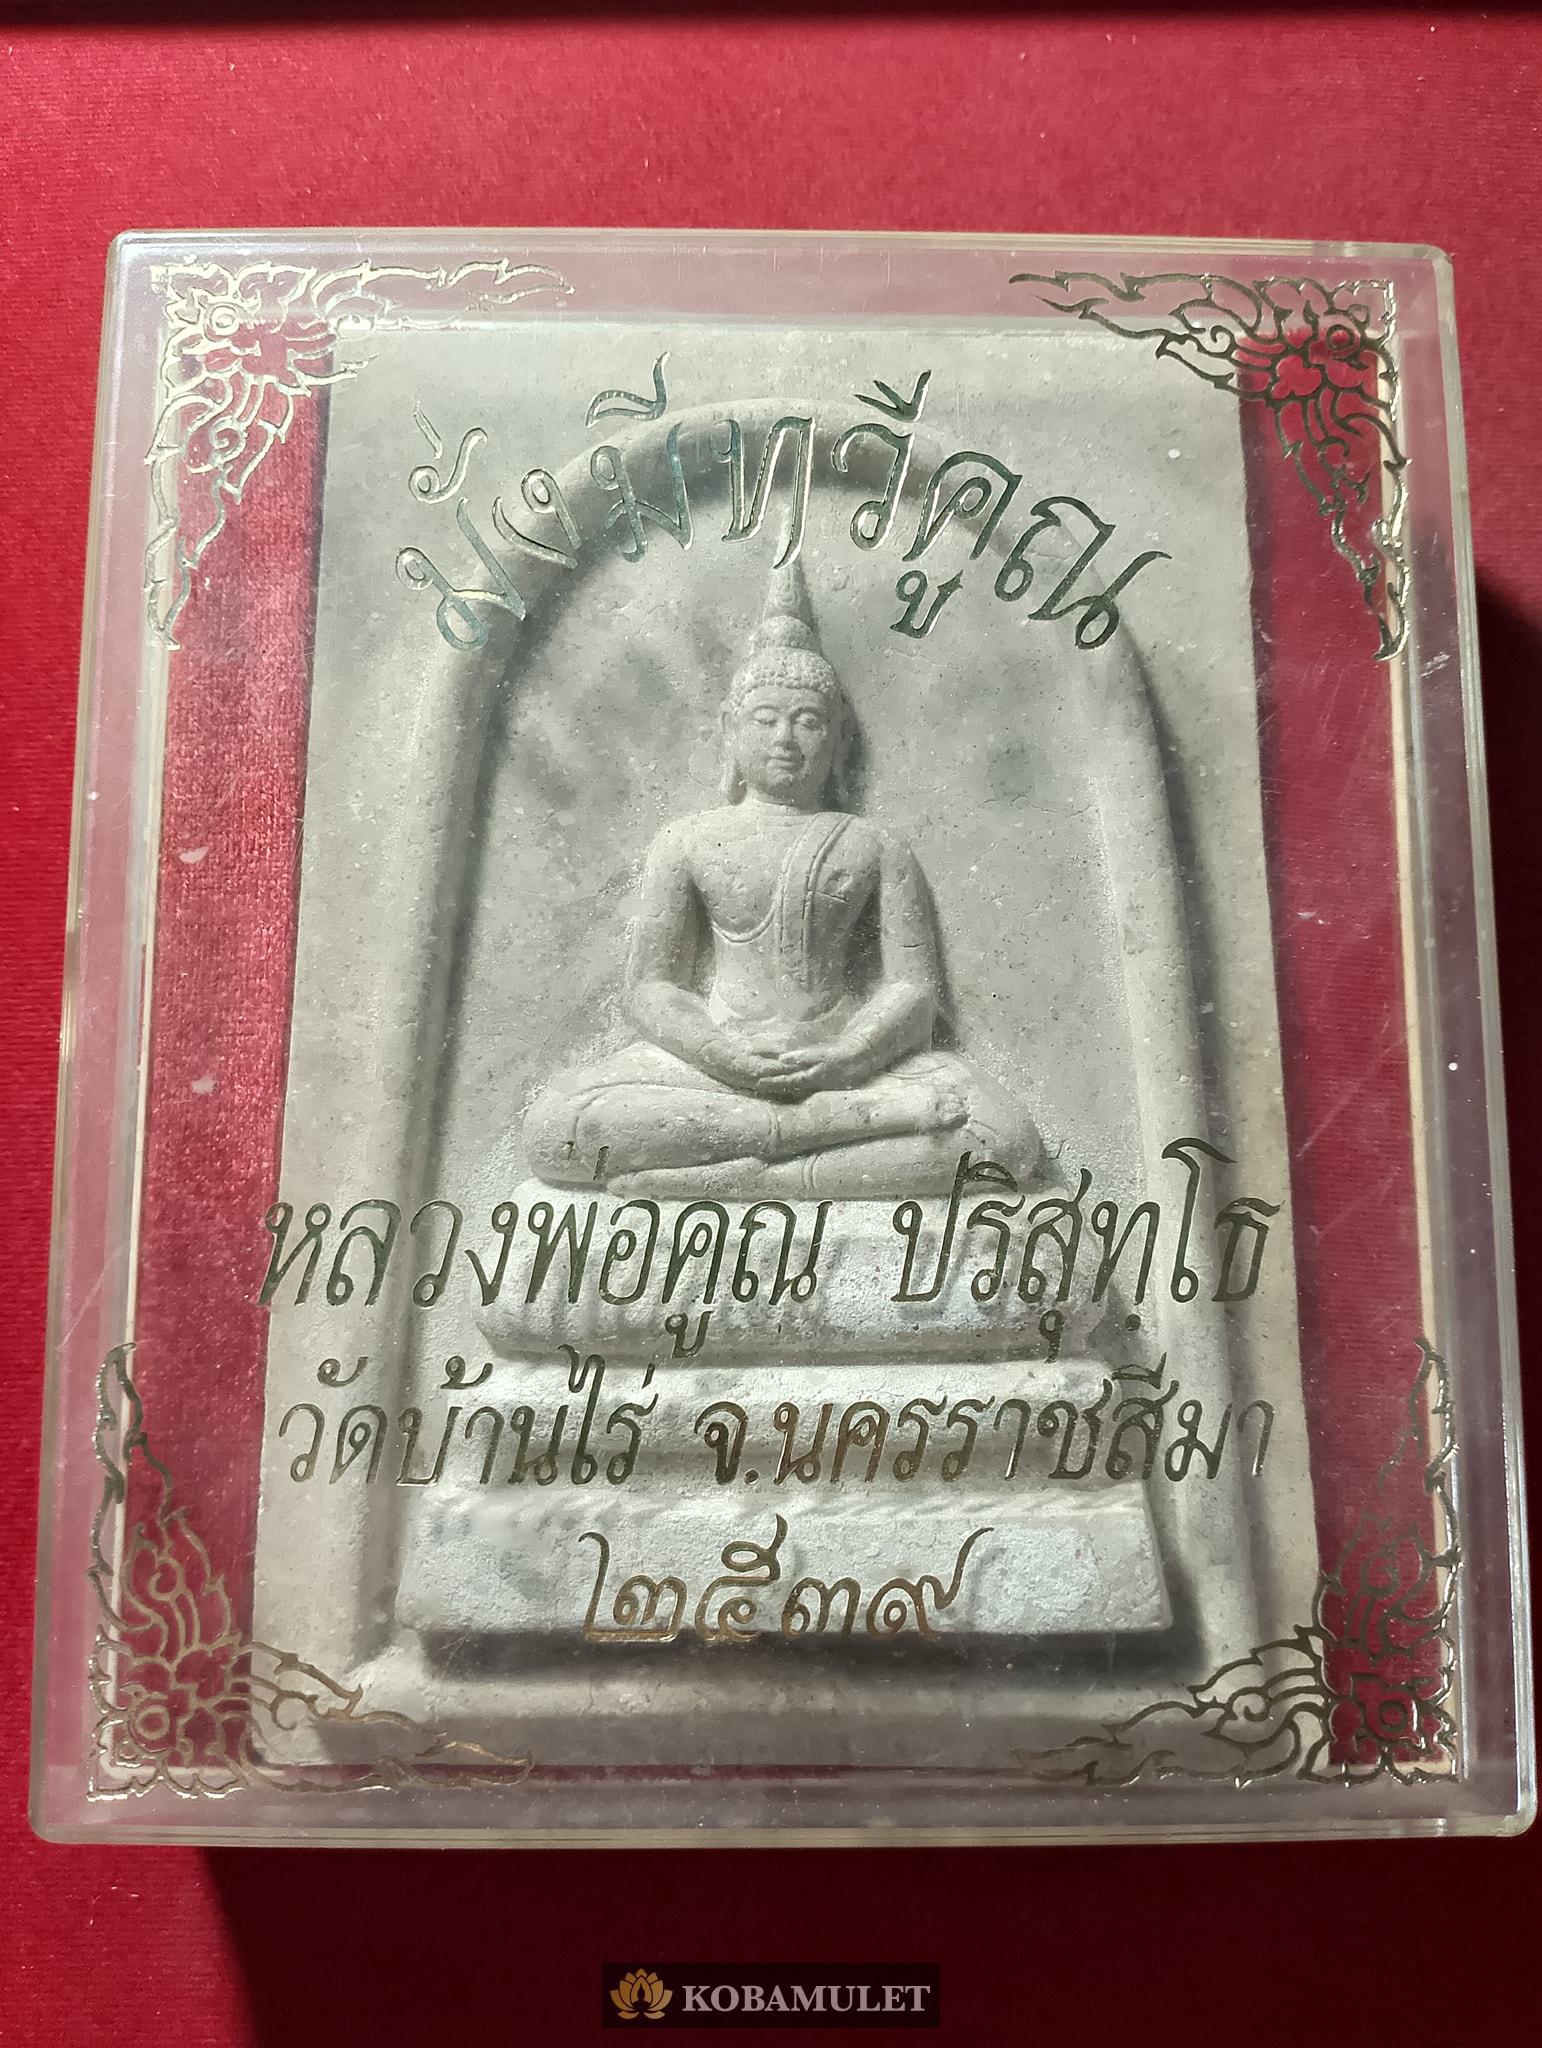 มั่งมีทวีคูณ
หลวงพ่อคูณ ปริสุทฺโธ
วัดบ้านไร่ จ.นครราชสีมา
๒๕๓๙
KOBAMULET